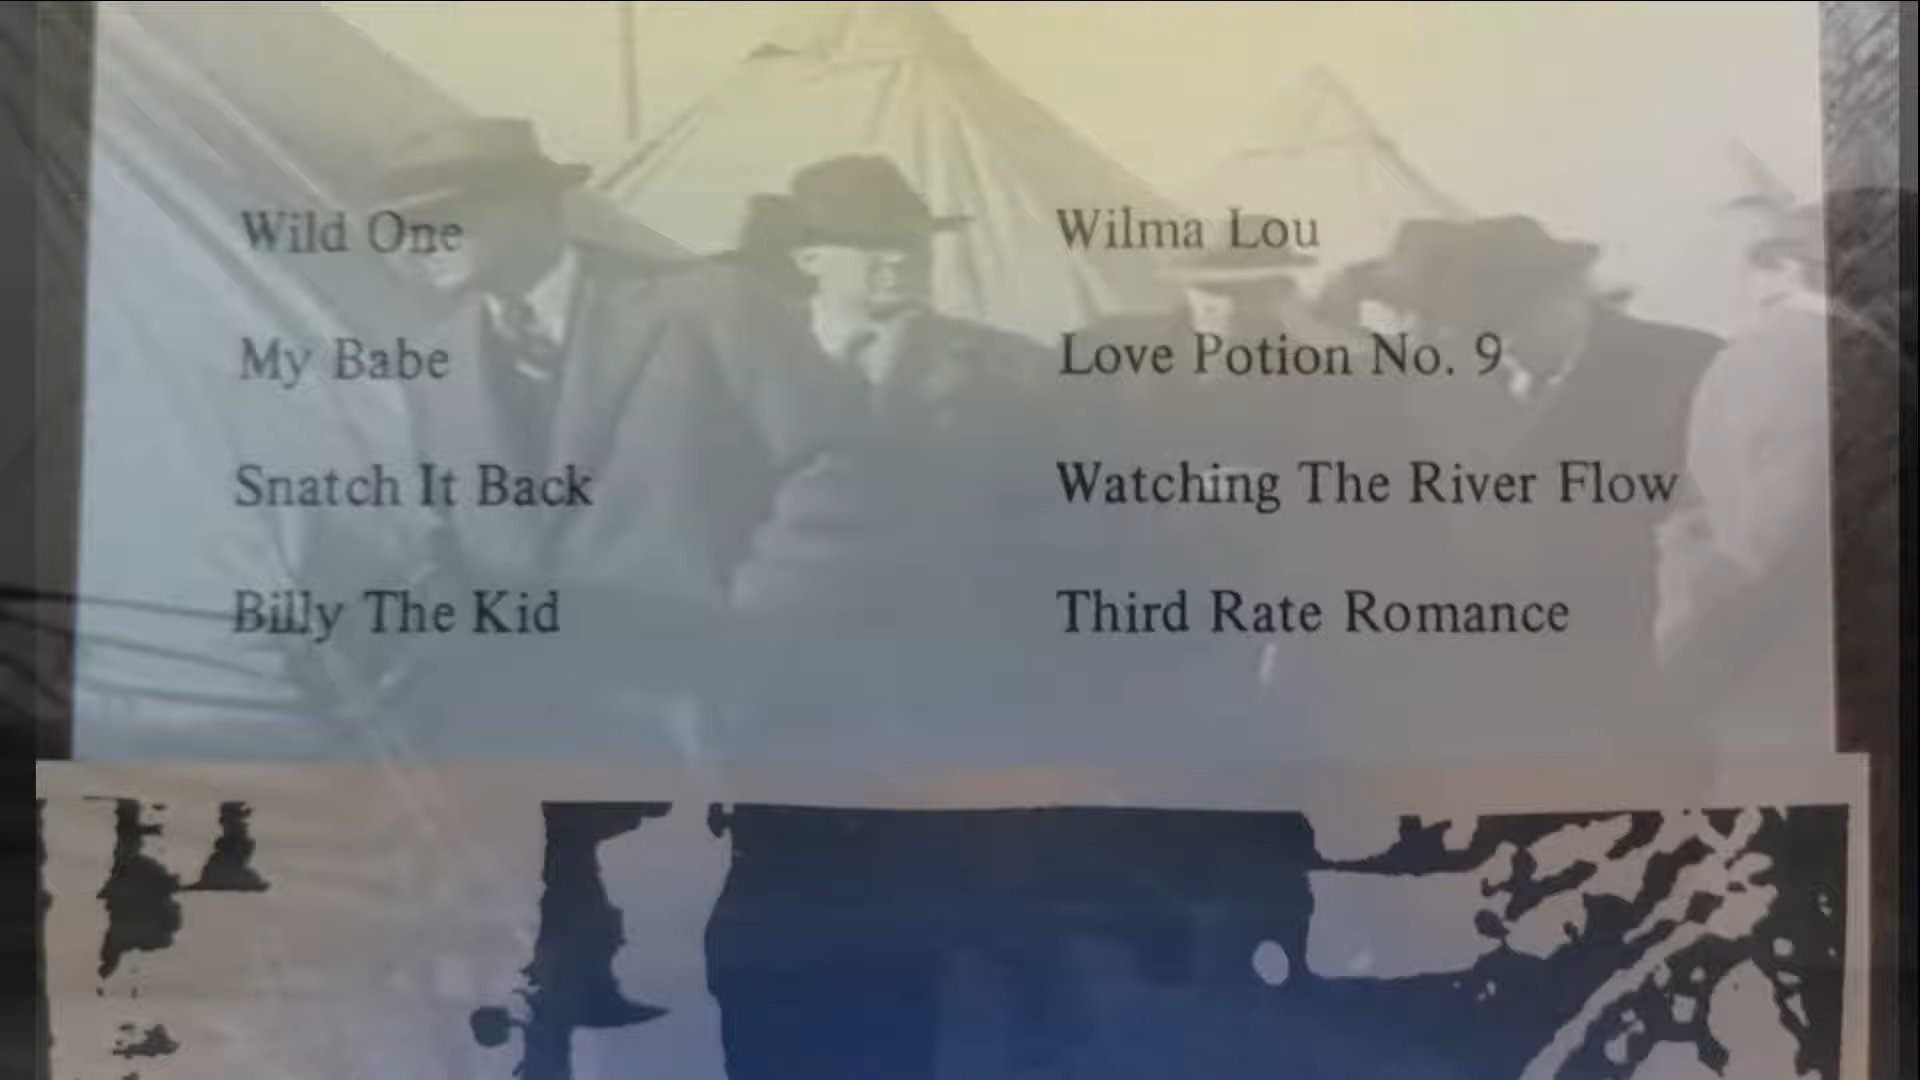 Wild One
My Babe
Snatch It Back
Billy The Kid
Wilma Lou
Love Potion No. 9
Watching The River Flow
Third Rate Romance